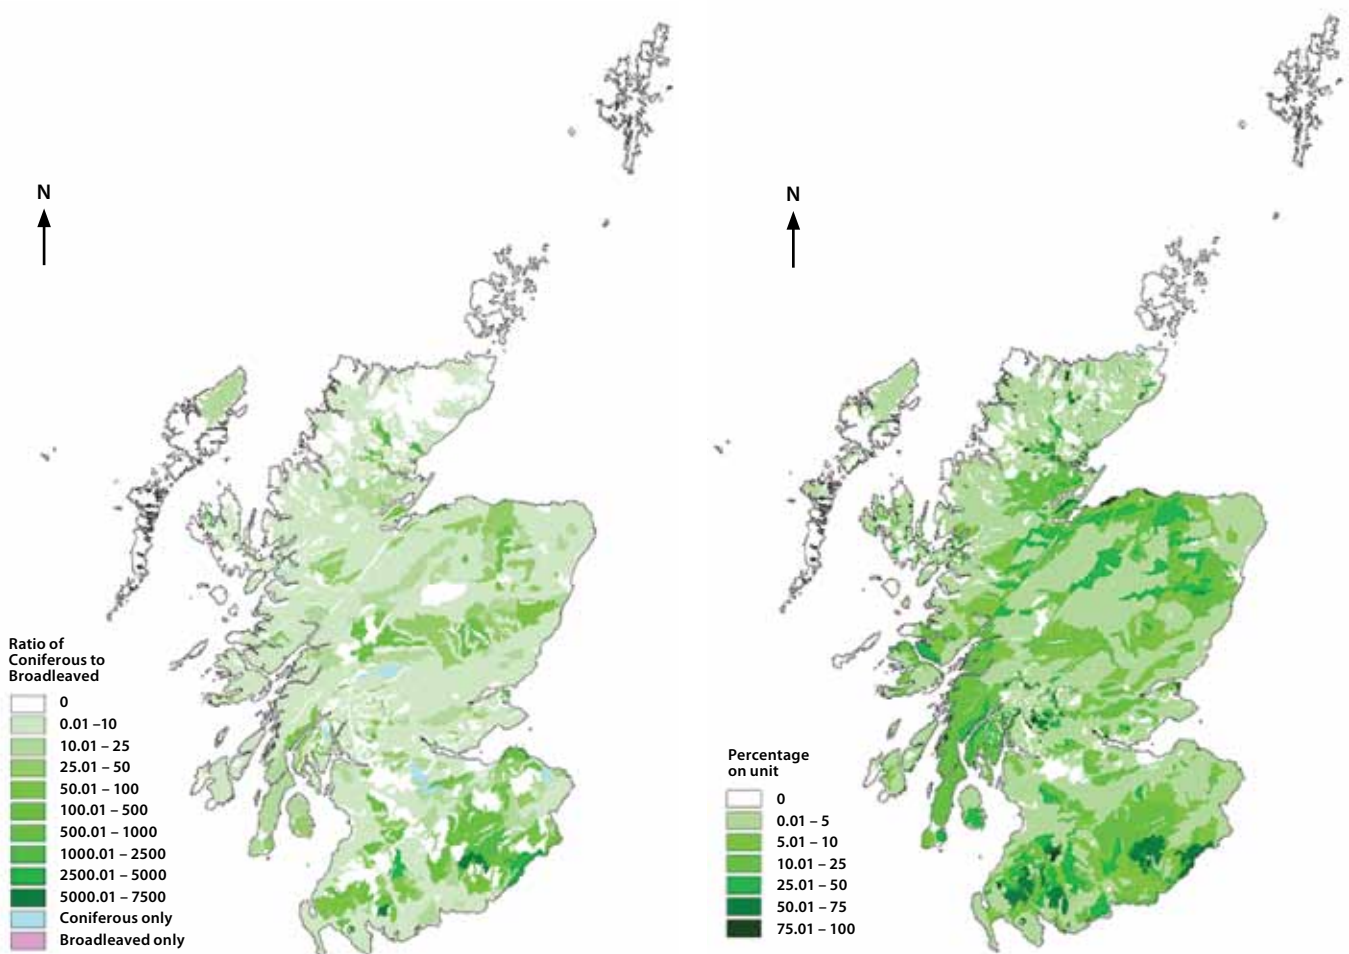 N
N
Ratio of
Coniferous to
Broadleaved
0
0.01 –10
10.01 – 25
25.01 – 50
50.01 – 100
100.01 – 500
500.01 – 1000
1000.01 – 2500
2500.01 – 5000
5000.01 – 7500
Coniferous only
Broadleaved only
Percentage
on unit
0
0.01 – 5
5.01 – 10
10.01 – 25
25.01 – 50
50.01 – 75
75.01 – 100